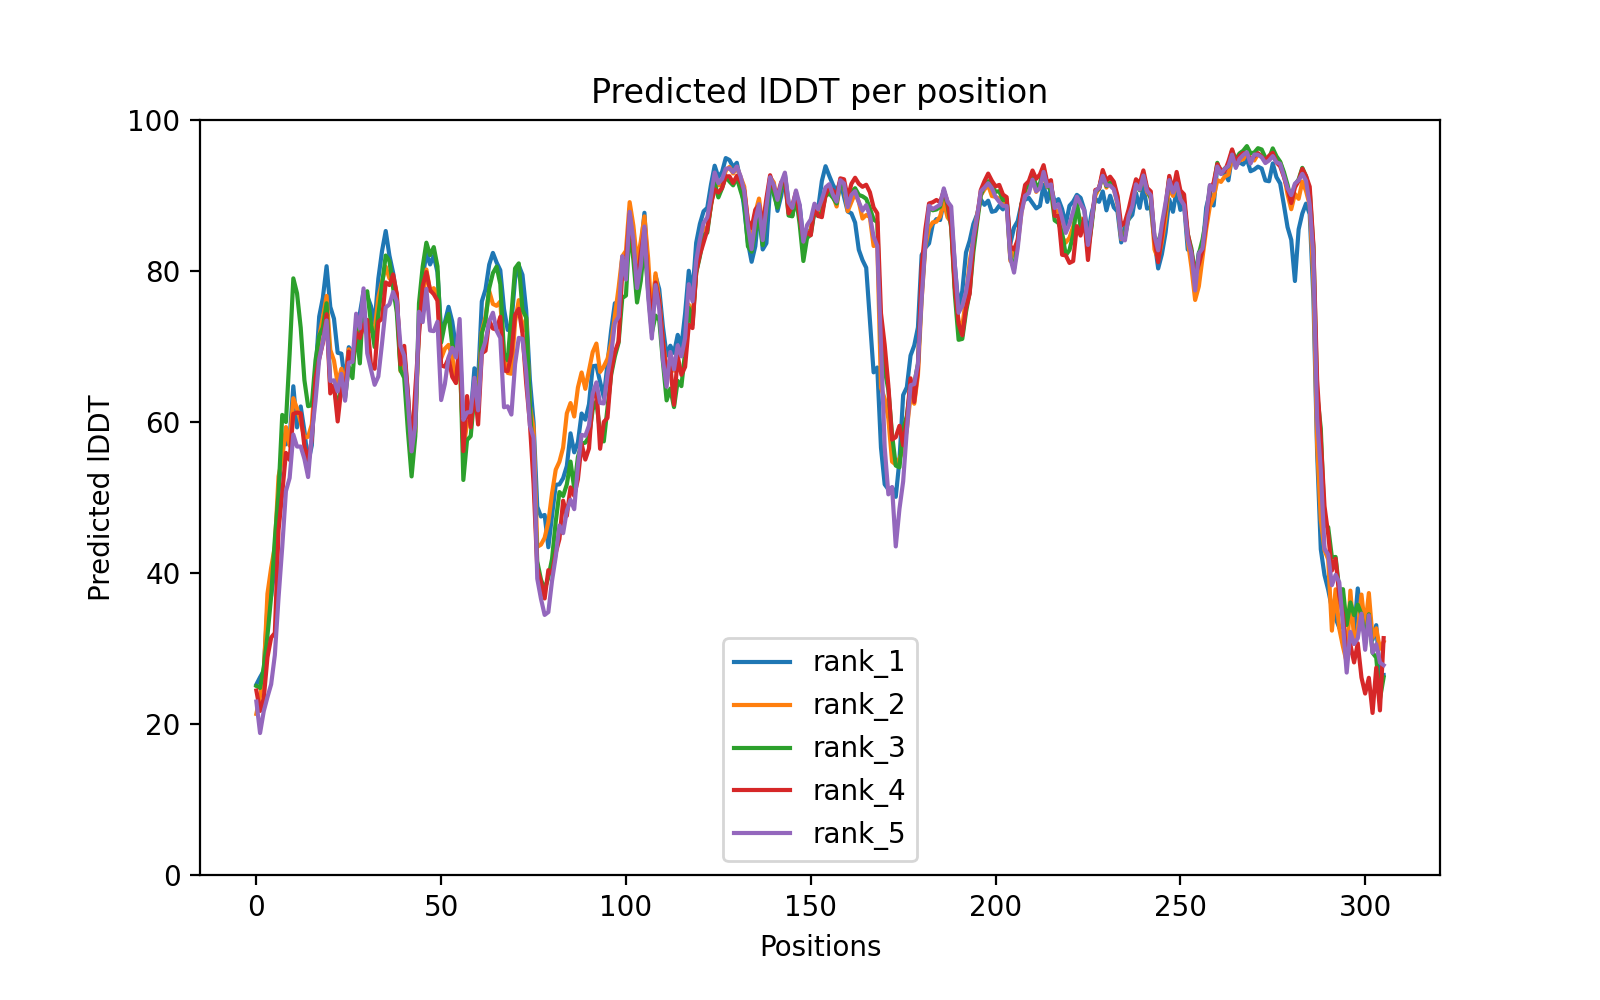 Predicted lDDT per position
Predicted lDDT
100
80
60
40
20
0
0 50 100 150 200 250 300
Positions
rank_1
rank_2
rank_3
rank_4
rank_5